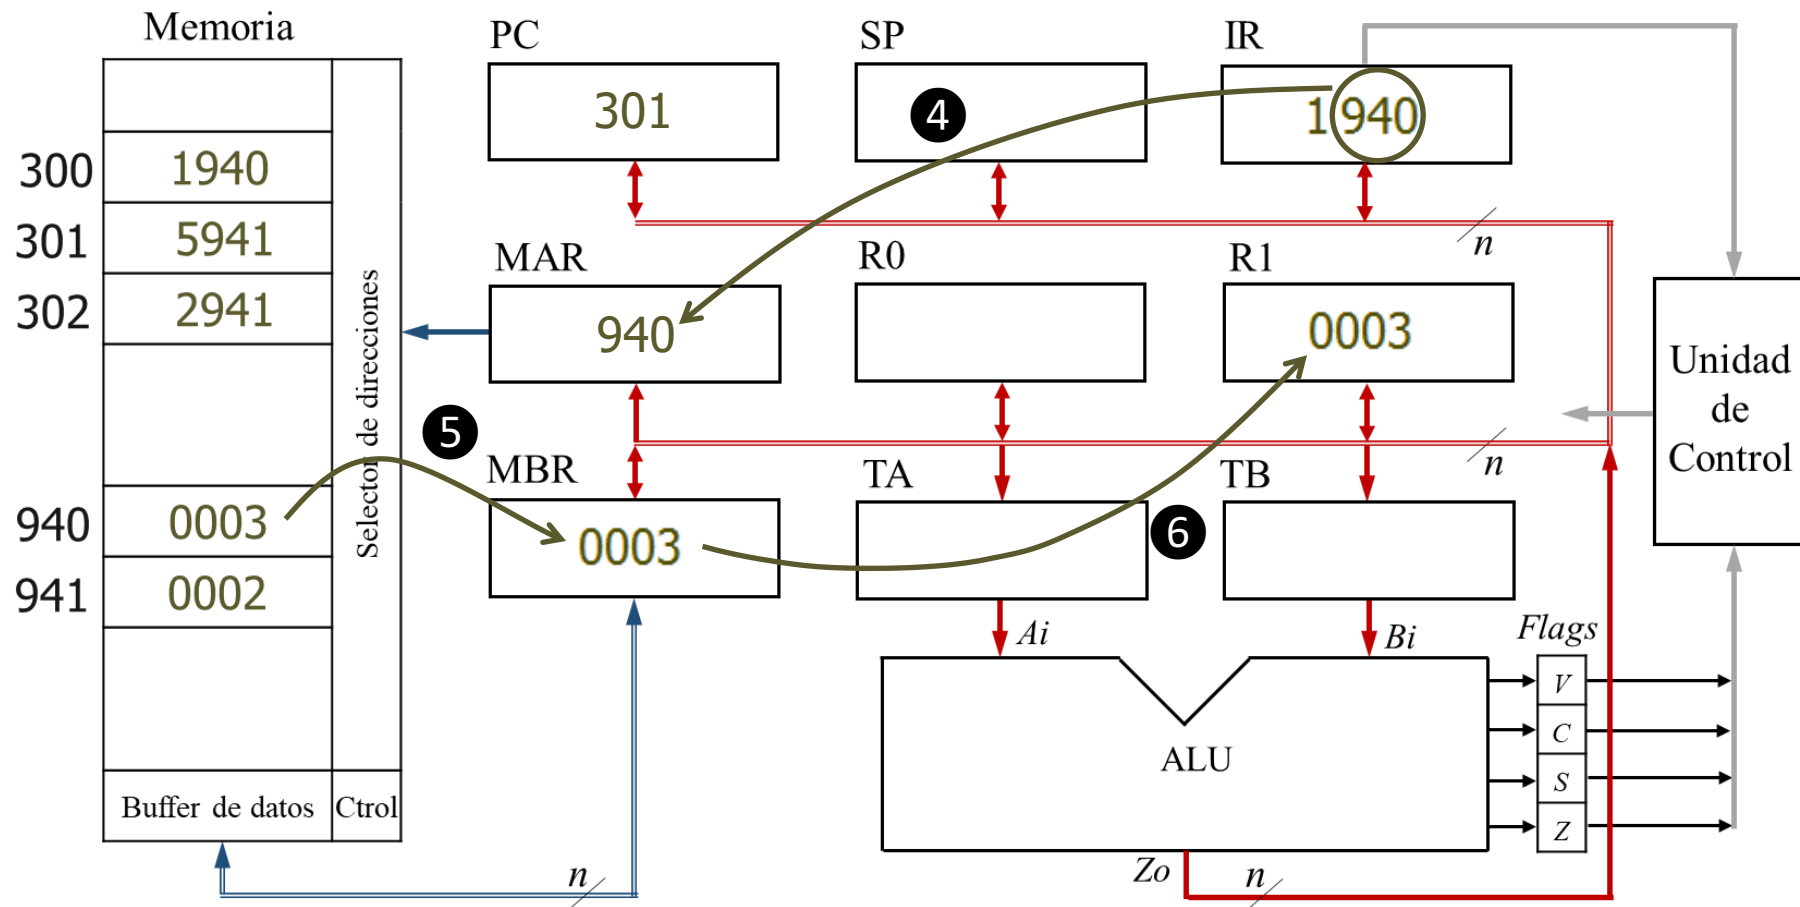 Memoria
PC
SP
IR
301
4
1940
300
1940
301
5941
302
2941
n
MAR
R0
R1
940
0003
Selector de direcciones
Unidad
de
Control
5
n
MBR
TA
TB
940
0003
0003
6
941
0002
Ai
Bi
Flags
V
C
S
Z
ALU
Buffer de datos
Ctrol
Zo
n
n